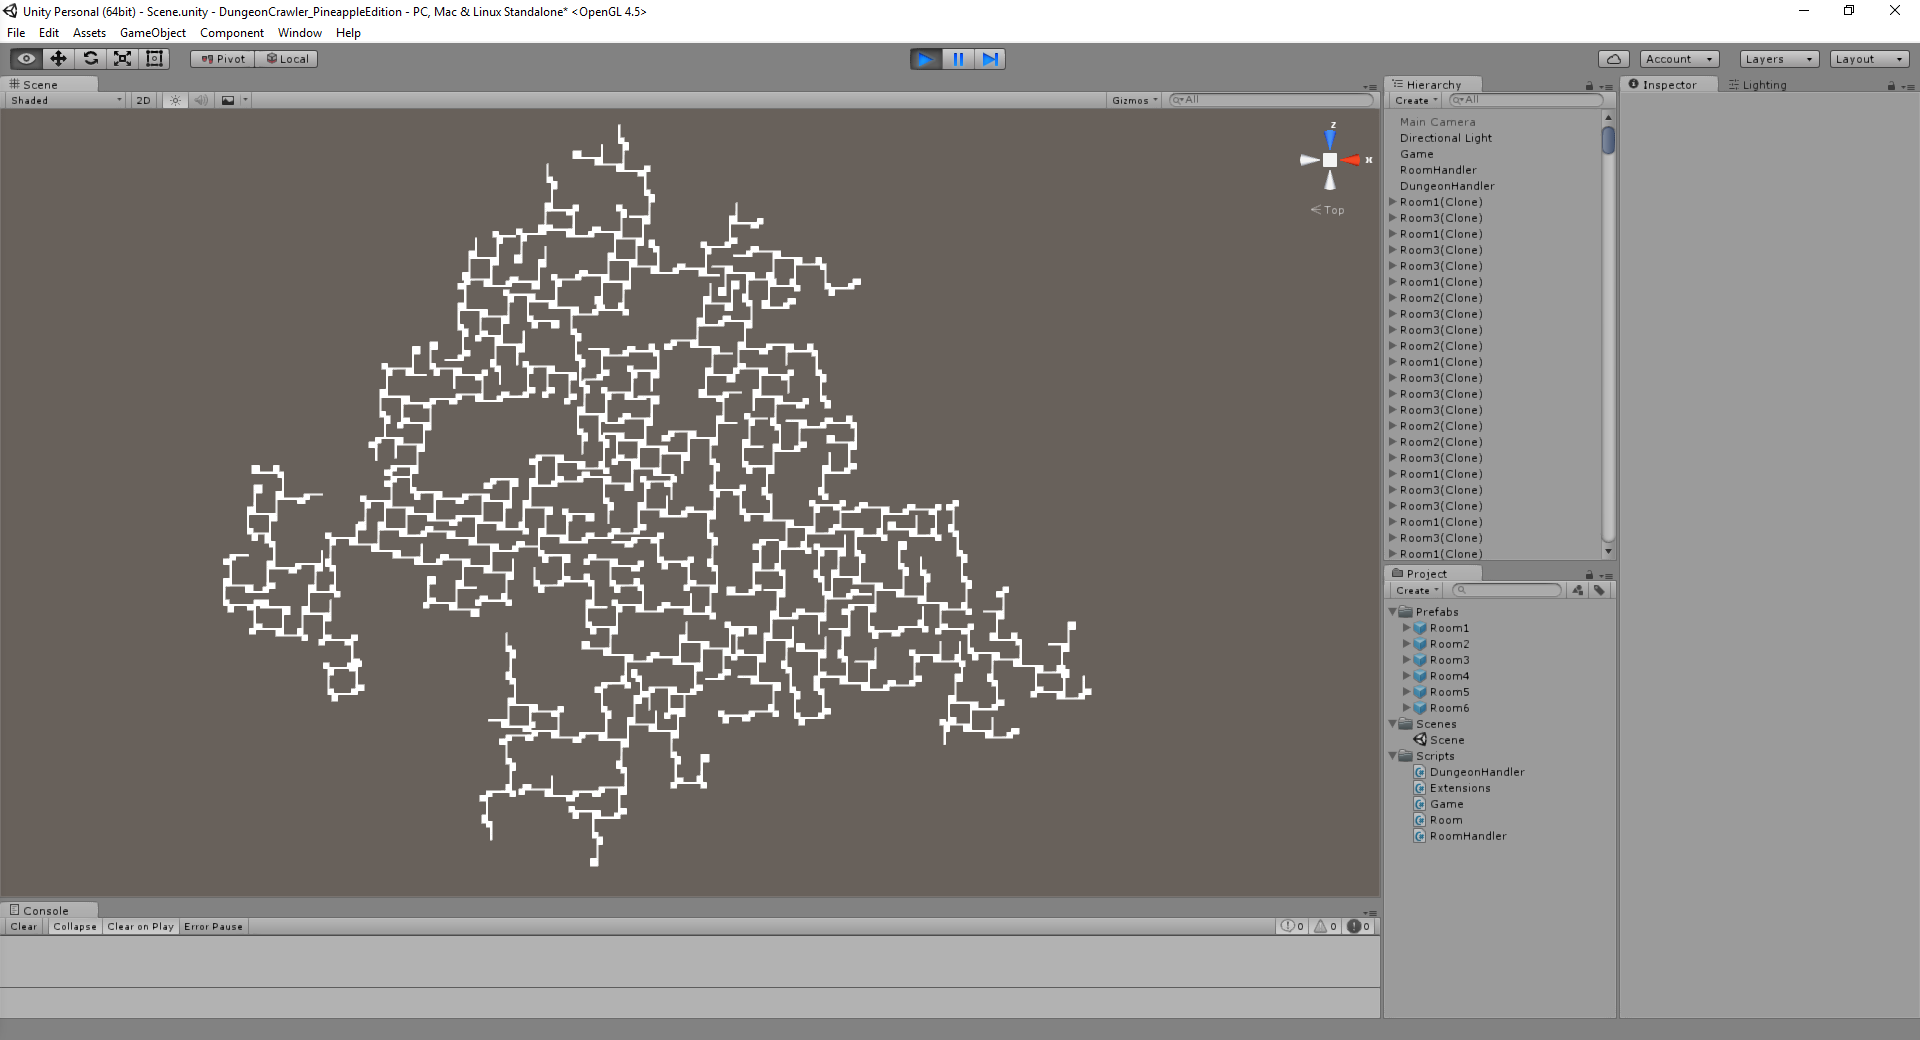 Unity Personal (64bit) - Scene.unity - DungeonCrawler_PineappleEdition - PC, Mac & Linux Standalone* <OpenGL 4.5>
File Edit Assets GameObject Component Window Help
Pivot Local Account Layers Layout
Scene
Shaded 2D Gizmos All
z
x
Top
Console
Clear Collapse Clear on Play Error Pause 0 0 0
Hierarchy
Create All
Main Camera
Directional Light
Game
RoomHandler
DungeonHandler
Room1(Clone)
Room3(Clone)
Room1(Clone)
Room3(Clone)
Room3(Clone)
Room1(Clone)
Room2(Clone)
Room3(Clone)
Room3(Clone)
Room2(Clone)
Room1(Clone)
Room3(Clone)
Room3(Clone)
Room3(Clone)
Room2(Clone)
Room2(Clone)
Room3(Clone)
Room1(Clone)
Room3(Clone)
Room3(Clone)
Room1(Clone)
Room3(Clone)
Room1(Clone)
Project
Create
Prefabs
Room1
Room2
Room3
Room4
Room5
Room6
Scenes
Scene
Scripts
DungeonHandler
Extensions
Game
Room
RoomHandler
Inspector Lighting